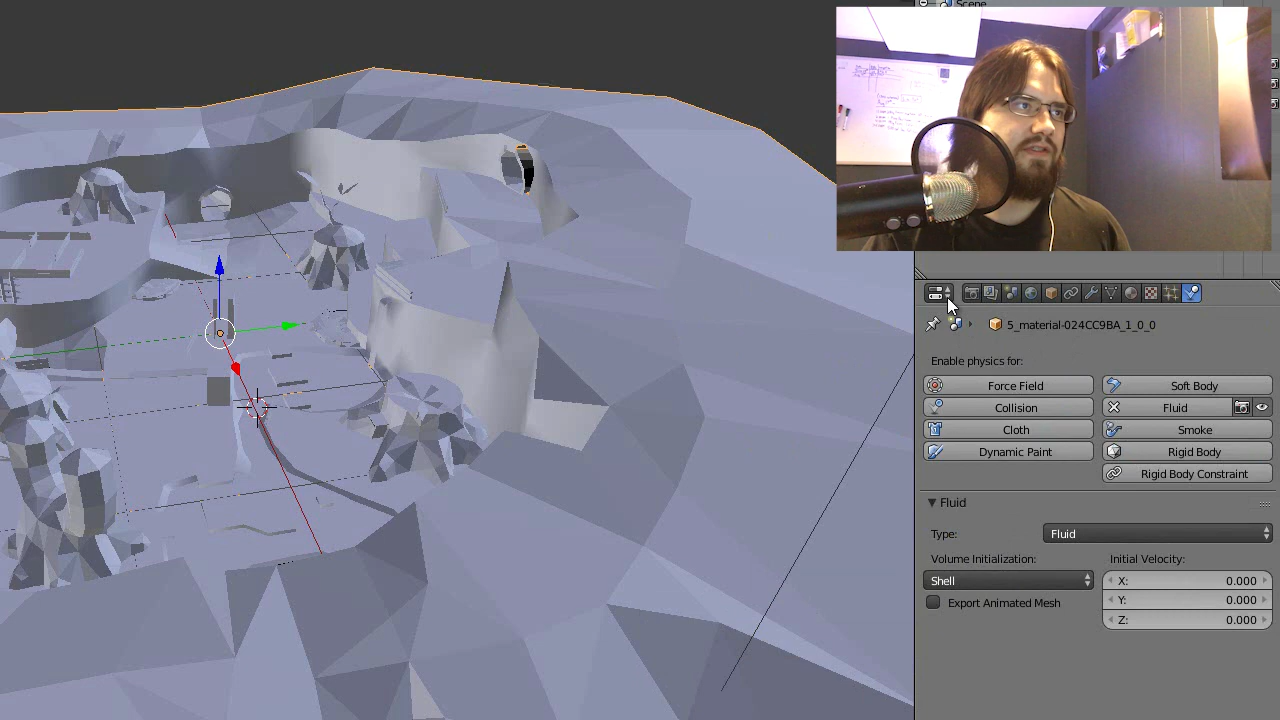 Scene
5_material-024CC9BA_1_0_0
Enable physics for:
Force Field
Soft Body
Collision
Fluid
Cloth
Smoke
Dynamic Paint
Rigid Body
Rigid Body Constraint
Fluid
Type:
Fluid
Volume Initialization:
Initial Velocity:
Shell
X: 0.000
Export Animated Mesh
Y: 0.000
Z: 0.000